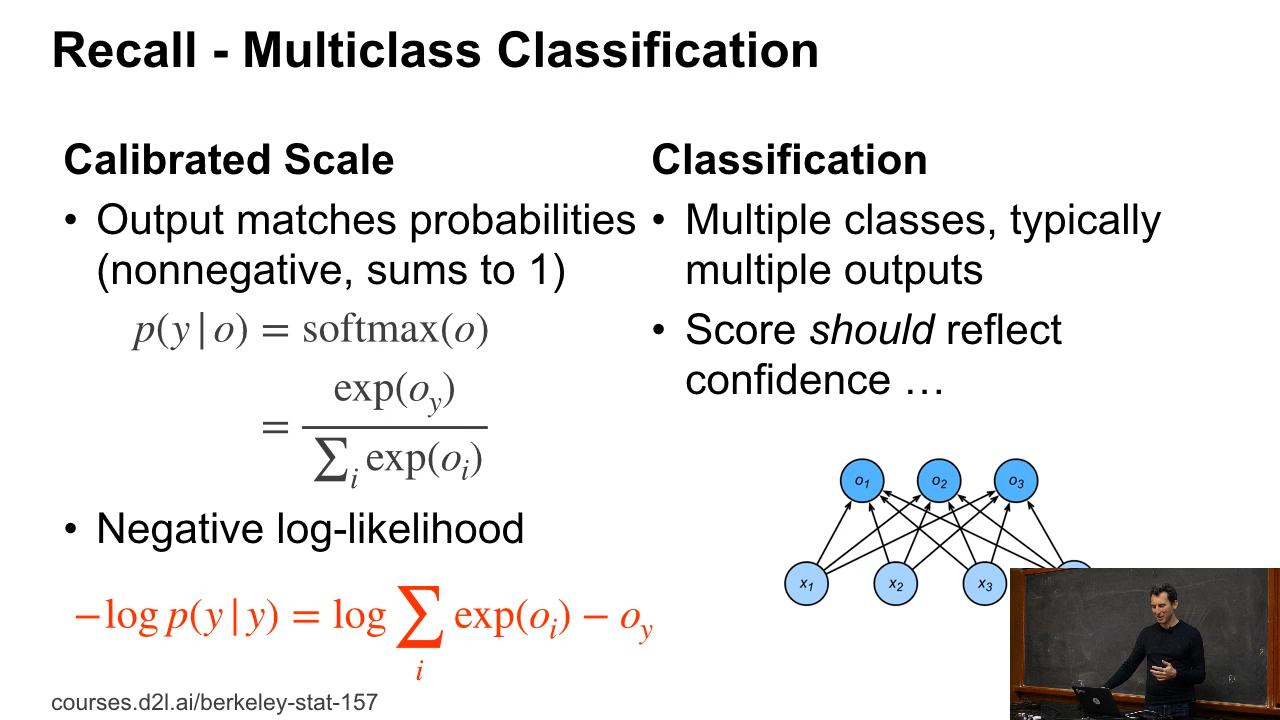 Recall - Multiclass Classification
Calibrated Scale
• Output matches probabilities
(nonnegative, sums to 1)
p(y|o) = softmax(o)
= exp(o_y) / ∑_i exp(o_i)
• Negative log-likelihood
−log p(y|y) = log ∑_i exp(o_i) − o_y
Classification
• Multiple classes, typically
multiple outputs
• Score should reflect
confidence …
o1 o2 o3
x1 x2 x3
courses.d2l.ai/berkeley-stat-157